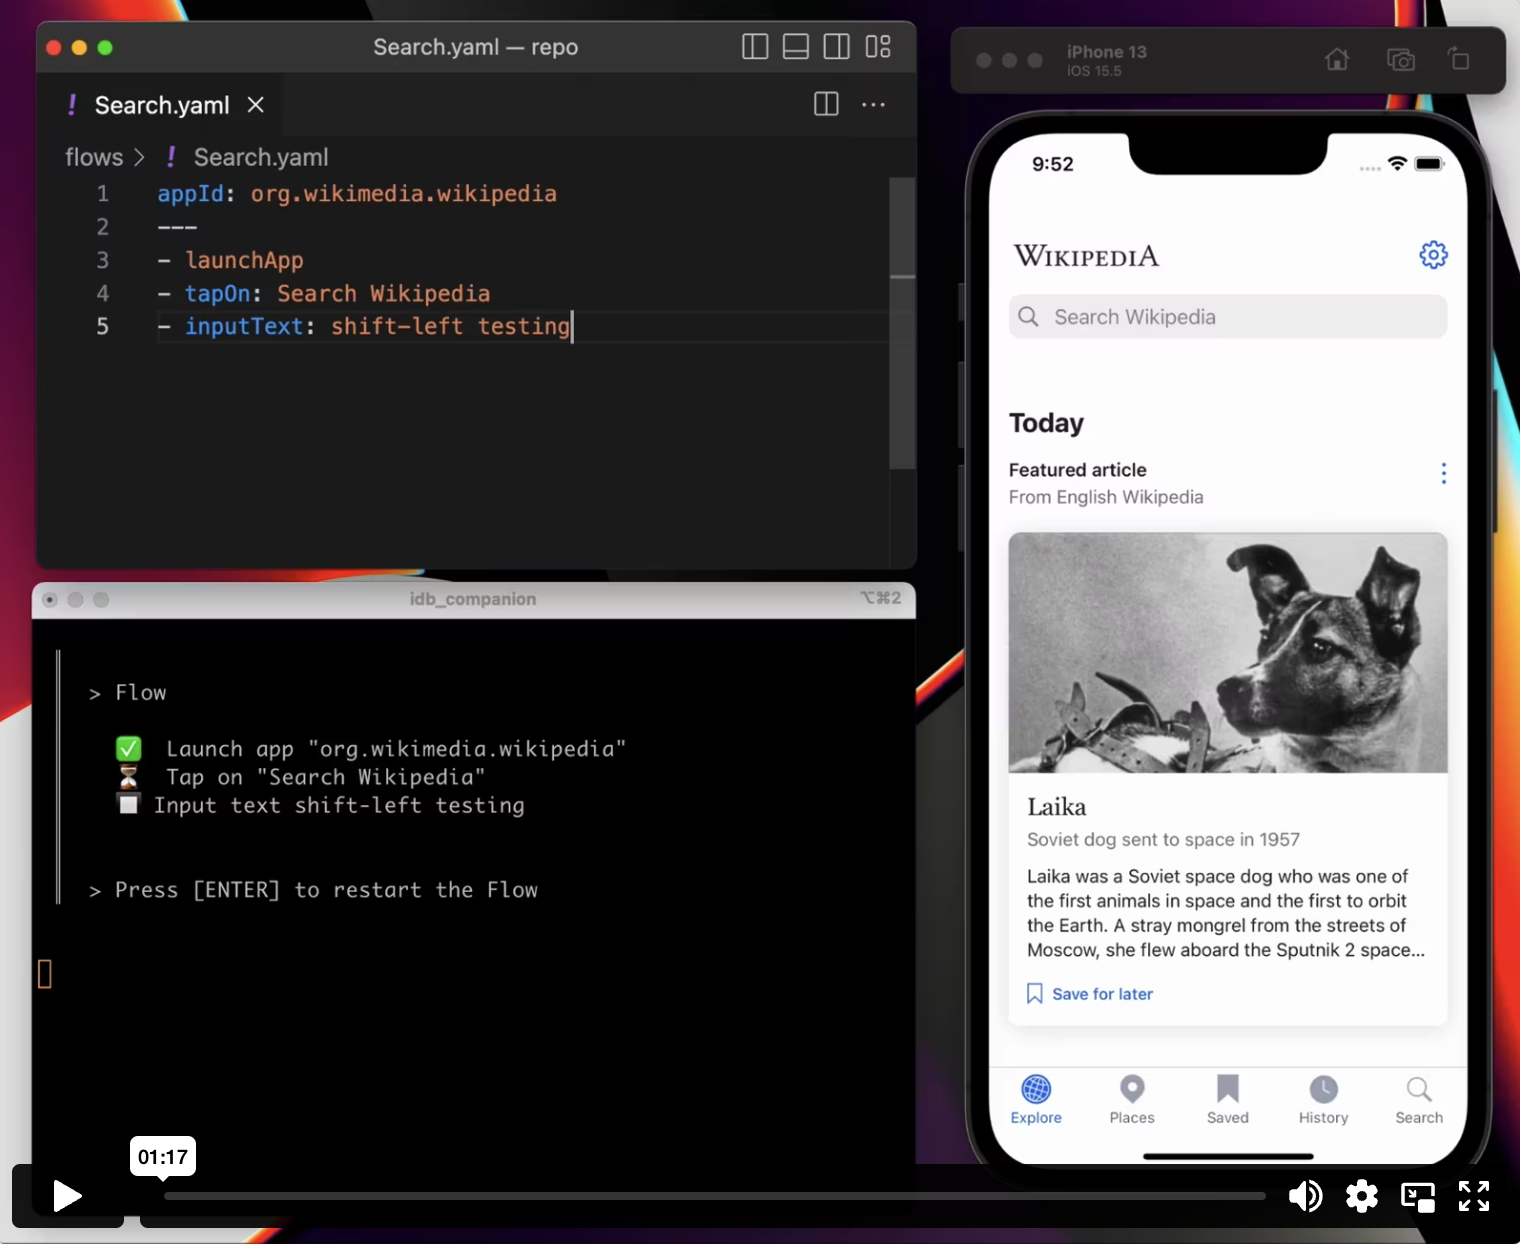 Search.yaml — repo
! Search.yaml ×
flows > ! Search.yaml
1 appId: org.wikimedia.wikipedia
2 ---
3 - launchApp
4 - tapOn: Search Wikipedia
5 - inputText: shift-left testing
idb_companion ⌥⌘2
> Flow
✅ Launch app "org.wikimedia.wikipedia"
⏳ Tap on "Search Wikipedia"
Input text shift-left testing
> Press [ENTER] to restart the Flow
01:17
iPhone 13
iOS 15.5
9:52
WIKIPEDIA
Search Wikipedia
Today
Featured article
From English Wikipedia
Laika
Soviet dog sent to space in 1957
Laika was a Soviet space dog who was one of
the first animals in space and the first to orbit
the Earth. A stray mongrel from the streets of
Moscow, she flew aboard the Sputnik 2 space...
Save for later
Explore Places Saved History Search